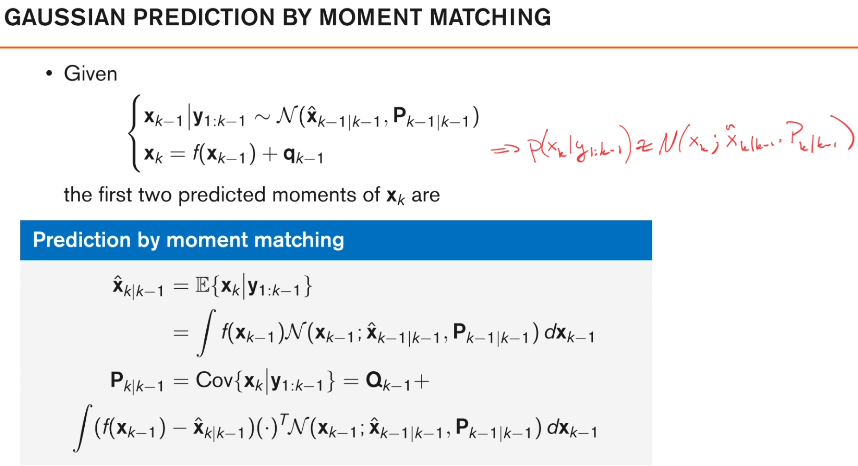 GAUSSIAN PREDICTION BY MOMENT MATCHING
• Given
{ x_{k−1}|y_{1:k−1} ∼ N(x̂_{k−1|k−1}, P_{k−1|k−1})
x_k = f(x_{k−1}) + q_{k−1}
⇒ p(x_k|y_{1:k−1}) ≈ N(x_k; x̂_{k|k−1}, P_{k|k−1})
the first two predicted moments of x_k are
Prediction by moment matching
x̂_{k|k−1} = 𝔼{x_k|y_{1:k−1}}
= ∫ f(x_{k−1})N(x_{k−1}; x̂_{k−1|k−1}, P_{k−1|k−1}) dx_{k−1}
P_{k|k−1} = Cov{x_k|y_{1:k−1}} = Q_{k−1}+
∫ (f(x_{k−1}) − x̂_{k|k−1})(·)^T N(x_{k−1}; x̂_{k−1|k−1}, P_{k−1|k−1}) dx_{k−1}